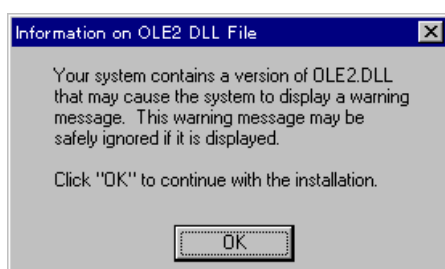 Information on OLE2 DLL File
Your system contains a version of OLE2.DLL
that may cause the system to display a warning
message. This warning message may be
safely ignored if it is displayed.
Click "OK" to continue with the installation.
OK